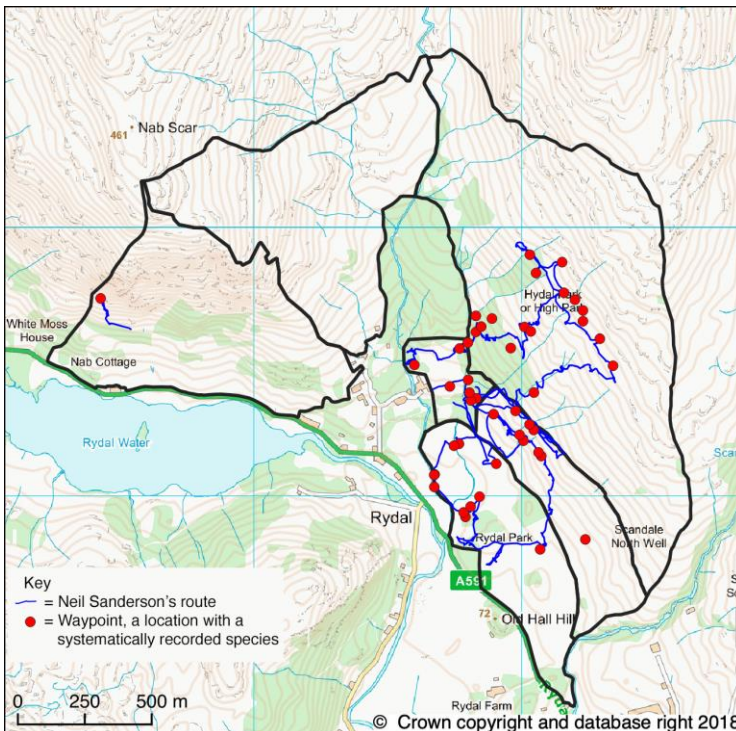 461 • Nab Scar
Hydal Park
or High Park
White Moss
House
Nab Cottage
Rydal Water
Rydal
Rydal Park
Scandale
North Well
A591
72 • Old Hall Hill
Rydal Farm
Key
= Neil Sanderson's route
= Waypoint, a location with a
systematically recorded species
0 250 500 m
© Crown copyright and database right 2018